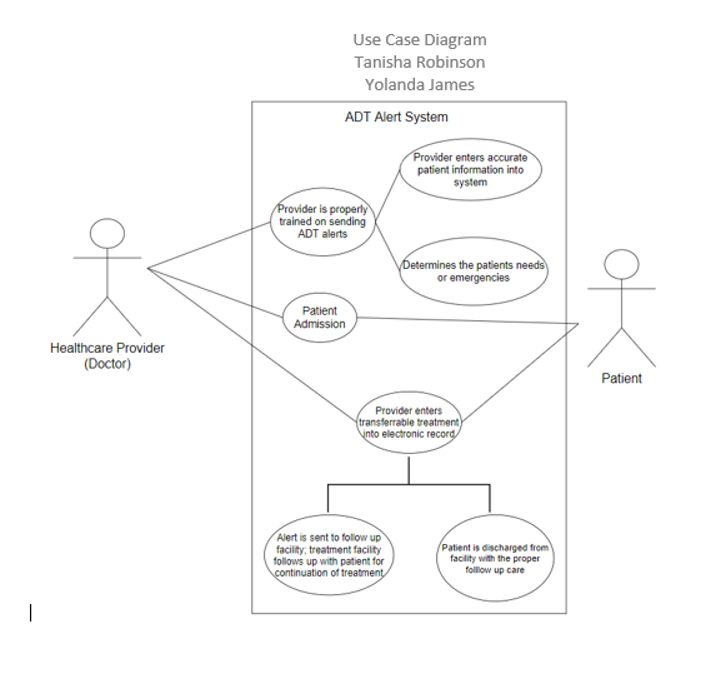 Use Case Diagram
Tanisha Robinson
Yolanda James
ADT Alert System
Provider enters accurate
patient information into
system
Provider is properly
trained on sending
ADT alerts
Determines the patients needs
or emergencies
Patient
Admission
Healthcare Provider
(Doctor)
Patient
Provider enters
transferrable treatment
into electronic record
Alert is sent to follow up
facility; treatment facility
follows up with patient for
continuation of treatment
Patient is discharged from
facility with the proper
folllow up care